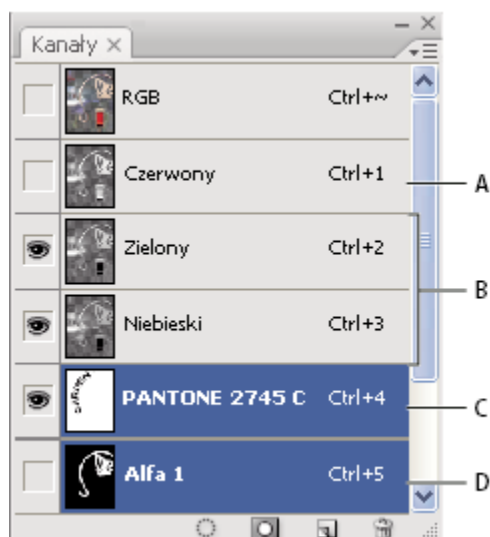 Kanały
RGB Ctrl+~
Czerwony Ctrl+1
A
Zielony Ctrl+2
B
Niebieski Ctrl+3
PANTONE 2745 C Ctrl+4
C
Alfa 1 Ctrl+5
D